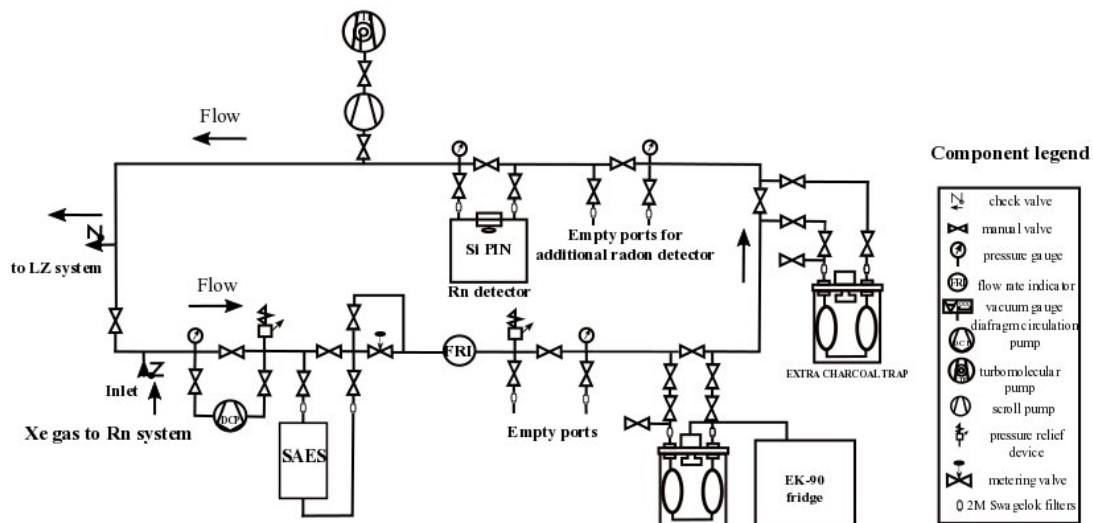 Flow
to LZ system
Flow
Inlet
Xe gas to Rn system
DCP
SAES
Si PIN
Rn detector
Empty ports for
additional radon detector
FRI
Empty ports
EK-90
fridge
EXTRA CHARCOAL TRAP
Component legend
check valve
manual valve
pressure gauge
FRI
flow rate indicator
vacuum gauge
diafragm circulation
pump
turbomolecular
pump
scroll pump
pressure relief
device
metering valve
2M Swagelok filters